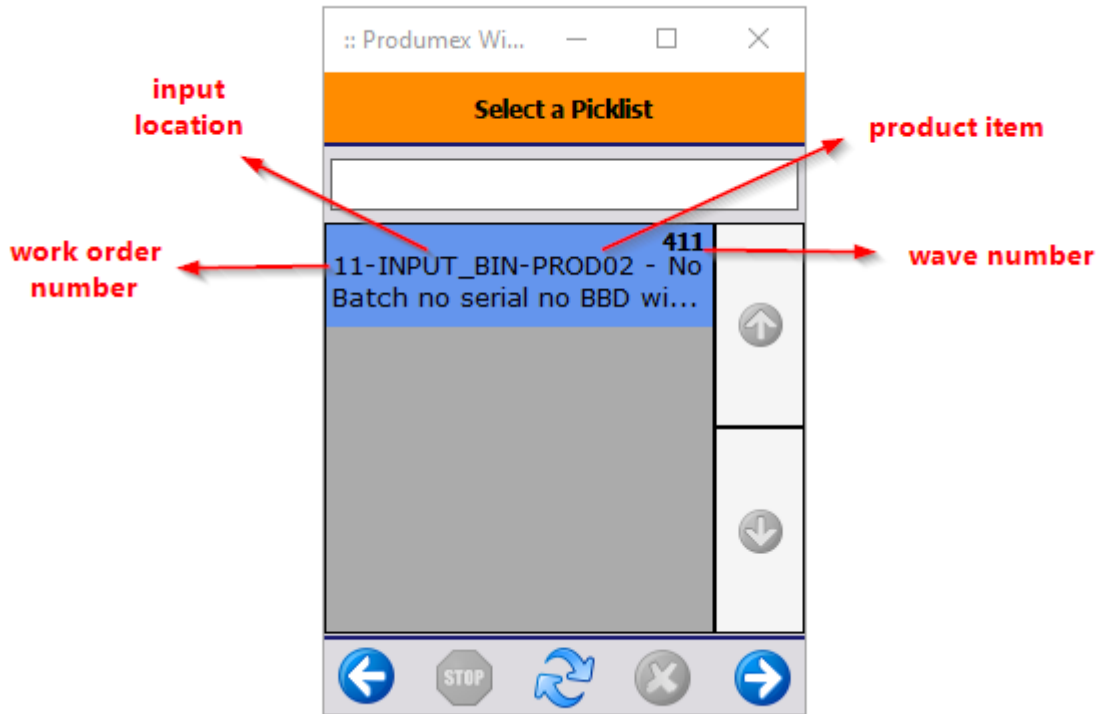 :: Produmex Wi...
Select a Picklist
input
location
product item
work order
number
411
11-INPUT_BIN-PROD02 - No
Batch no serial no BBD wi...
wave number
STOP